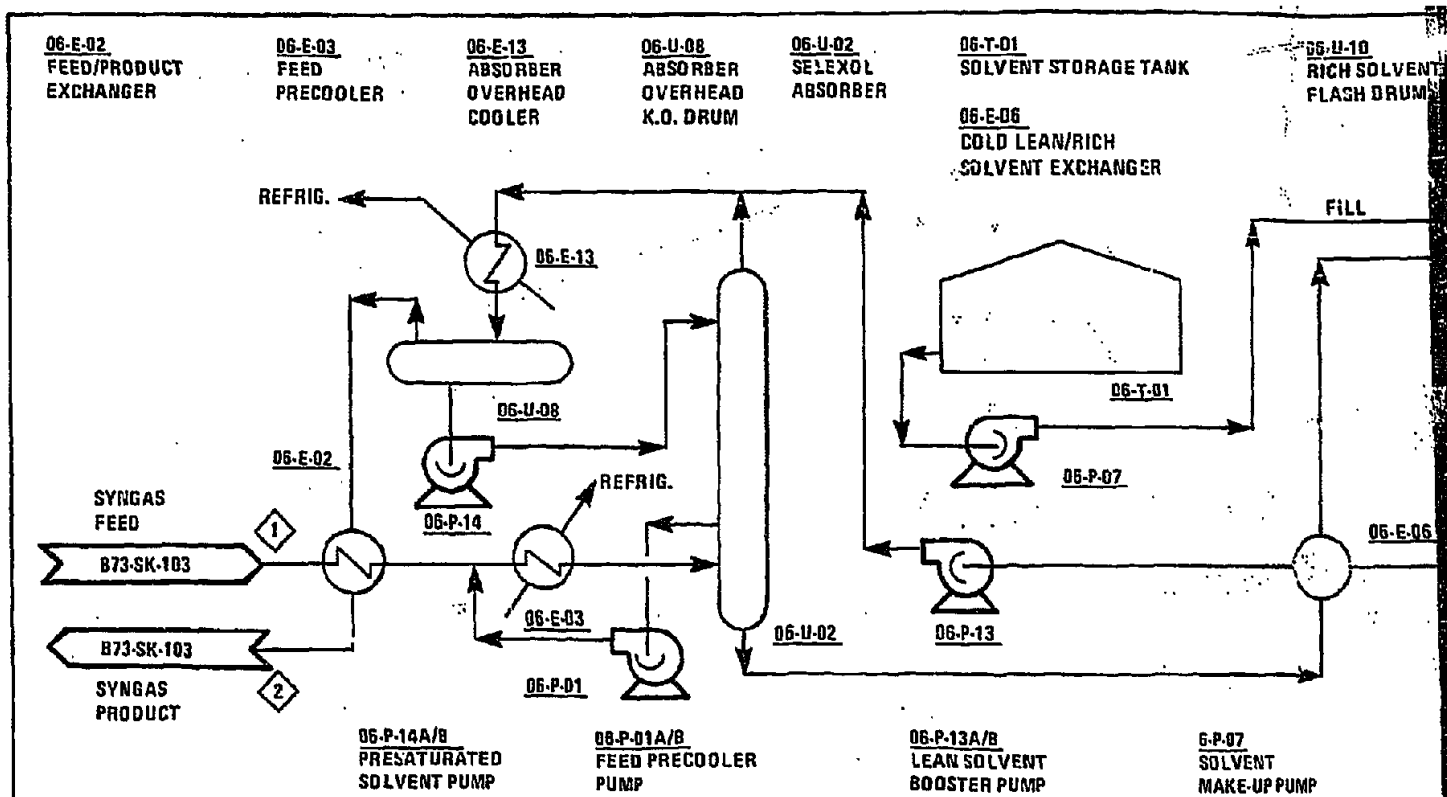 06-E-02
FEED/PRODUCT
EXCHANGER
06-E-03
FEED
PRECOOLER
06-E-13
ABSORBER
OVERHEAD
COOLER
06-U-08
ABSORBER
OVERHEAD
K.O. DRUM
06-U-02
SELEXOL
ABSORBER
06-T-01
SOLVENT STORAGE TANK
06-E-06
COLD LEAN/RICH
SOLVENT EXCHANGER
06-U-10
RICH SOLVENT
FLASH DRUM
REFRIG.
06-E-13
FILL
06-U-08
06-T-01
06-E-02
06-P-14
REFRIG.
06-P-07
SYNGAS
FEED
1
B73-SK-103
06-E-03
06-E-06
B73-SK-103
2
SYNGAS
PRODUCT
06-P-01
06-U-02
06-P-13
06-P-14A/B
PRESATURATED
SOLVENT PUMP
06-P-01A/B
FEED PRECOOLER
PUMP
06-P-13A/B
LEAN SOLVENT
BOOSTER PUMP
6-P-07
SOLVENT
MAKE-UP PUMP